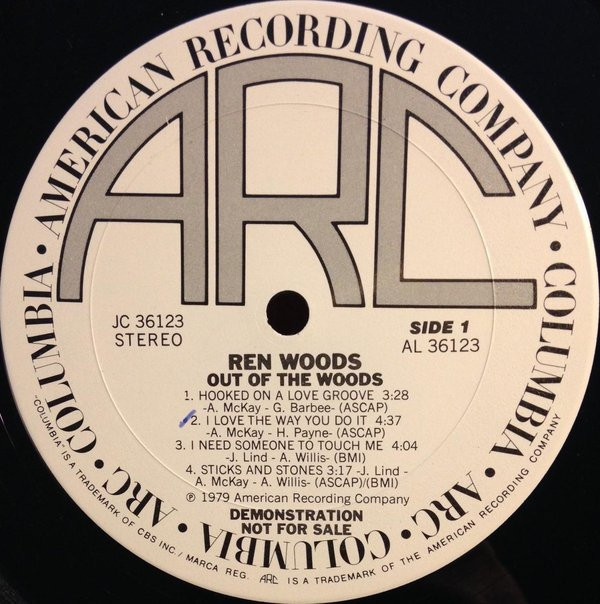 AMERICAN RECORDING COMPANY • COLUMBIA • ARC • COLUMBIA • ARC • COLUMBIA •
ARC
JC 36123
STEREO
SIDE 1
AL 36123
REN WOODS
OUT OF THE WOODS
1. HOOKED ON A LOVE GROOVE 3:28
-A. McKay - G. Barbee- (ASCAP)
2. I LOVE THE WAY YOU DO IT 4:37
-A. McKay - H. Payne- (ASCAP)
3. I NEED SOMEONE TO TOUCH ME 4:04
-J. Lind - A. Willis- (BMI)
4. STICKS AND STONES 3:17 -J. Lind -
A. McKay - A. Willis- (ASCAP)/(BMI)
℗ 1979 American Recording Company
DEMONSTRATION
NOT FOR SALE
"COLUMBIA" IS A TRADEMARK OF CBS INC. / MARCA REG. ARC IS A TRADEMARK OF THE AMERICAN RECORDING COMPANY